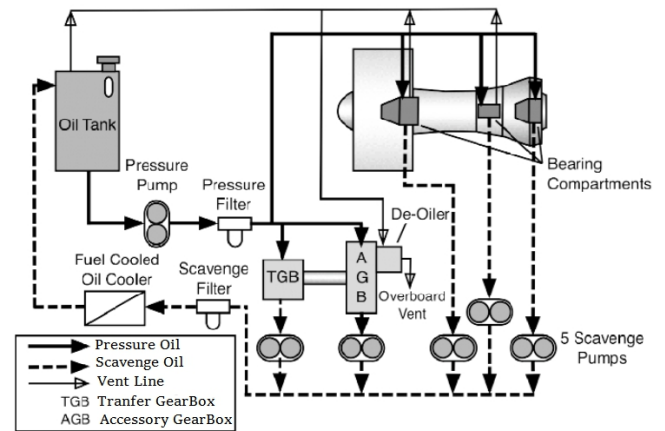 Oil Tank
Pressure
Pump
Pressure
Filter
Bearing
Compartments
De-Oiler
Fuel Cooled
Oil Cooler
Scavenge
Filter
TGB
A
G
B
Overboard
Vent
5 Scavenge
Pumps
Pressure Oil
Scavenge Oil
Vent Line
TGB Tranfer GearBox
AGB Accessory GearBox